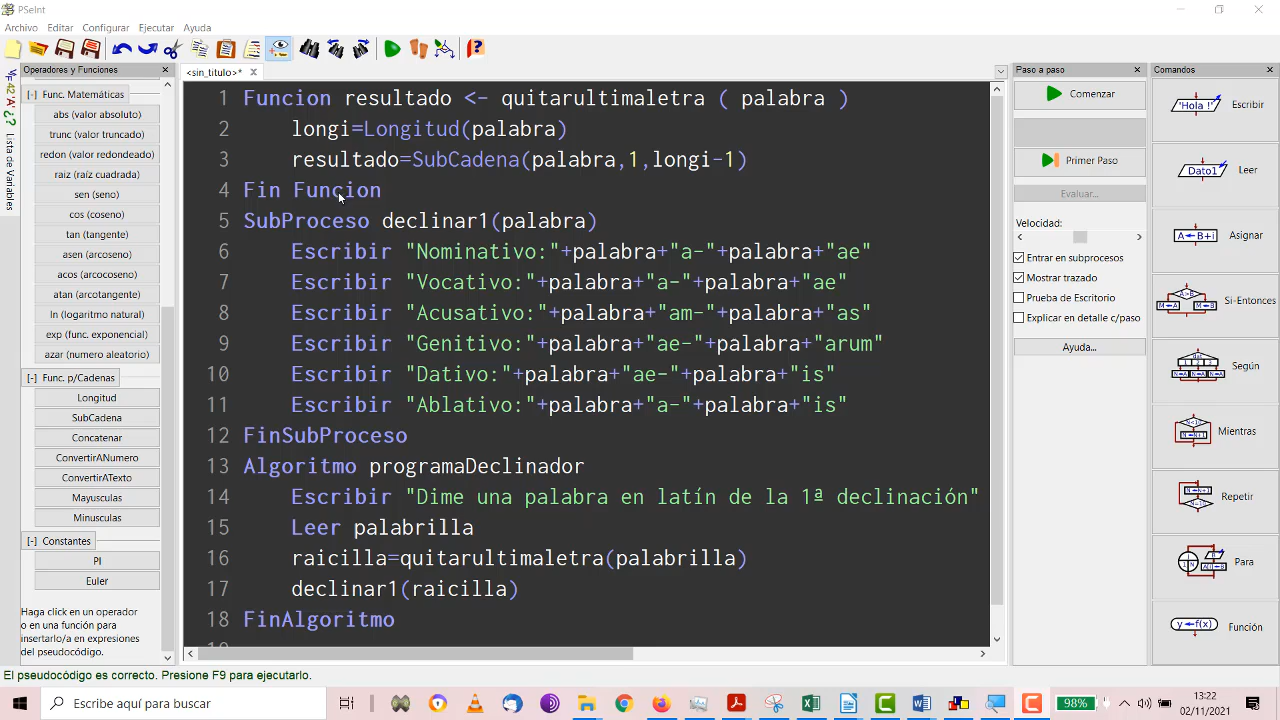 PSeInt
Archivo Editar Configurar Ejecutar Ayuda
Operadores y Funciones
[-] Func. Matemáticas
abs (valor absoluto)
trunc (valor truncado)
redon (valor redondeado)
raiz (raíz cuadrada)
sen (seno)
cos (coseno)
tan (tangente)
asen (arcoseno)
acos (arcocoseno)
atan (arcotangente)
ln (logaritmo natural)
exp (func. exponencial)
azar (numero aleatorio)
[-] Func. p/Cadenas
Longitud
SubCadena
Concatenar
ConvertirANumero
ConvertirATexto
Mayusculas
Minusculas
[-] Constantes
PI
Euler
Haga click en un operador
o en una función para
insertarlo/a en expresiones
del pseudocódigo.
Lista de Variables
<sin_titulo>*
1 Funcion resultado <- quitarultimaletra ( palabra )
2 longi=Longitud(palabra)
3 resultado=SubCadena(palabra,1,longi-1)
4 Fin Funcion
5 SubProceso declinar1(palabra)
6 Escribir "Nominativo:"+palabra+"a-"+palabra+"ae"
7 Escribir "Vocativo:"+palabra+"a-"+palabra+"ae"
8 Escribir "Acusativo:"+palabra+"am-"+palabra+"as"
9 Escribir "Genitivo:"+palabra+"ae-"+palabra+"arum"
10 Escribir "Dativo:"+palabra+"ae-"+palabra+"is"
11 Escribir "Ablativo:"+palabra+"a-"+palabra+"is"
12 FinSubProceso
13 Algoritmo programaDeclinador
14 Escribir "Dime una palabra en latín de la 1ª declinación"
15 Leer palabrilla
16 raicilla=quitarultimaletra(palabrilla)
17 declinar1(raicilla)
18 FinAlgoritmo
Paso a paso
Comenzar
Primer Paso
Evaluar...
Velocidad:
Entrar en subprocesos
Mostrar trazado
Prueba de Escritorio
Explicar en detalle c/paso
Ayuda...
Comandos
'Hola !' Escribir
Dato1 Leer
A←B+i Asignar
Si-Entonces
Según
Mientras
Repetir
Para
y←f(x) Función
El pseudocódigo es correcto. Presione F9 para ejecutarlo.
Escribe aquí para buscar
98%
13:22
02/11/2021